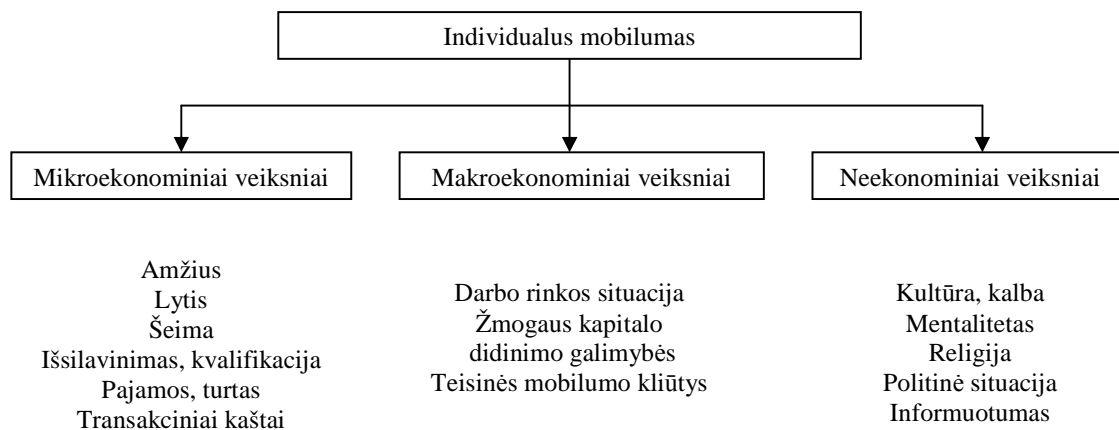 Individualus mobilumas
Mikroekonominiai veiksniai
Makroekonominiai veiksniai
Neekonominiai veiksniai
Amžius
Lytis
Šeima
Išsilavinimas, kvalifikacija
Pajamos, turtas
Transakciniai kaštai
Darbo rinkos situacija
Žmogaus kapitalo
didinimo galimybės
Teisinės mobilumo kliūtys
Kultūra, kalba
Mentalitetas
Religija
Politinė situacija
Informuotumas